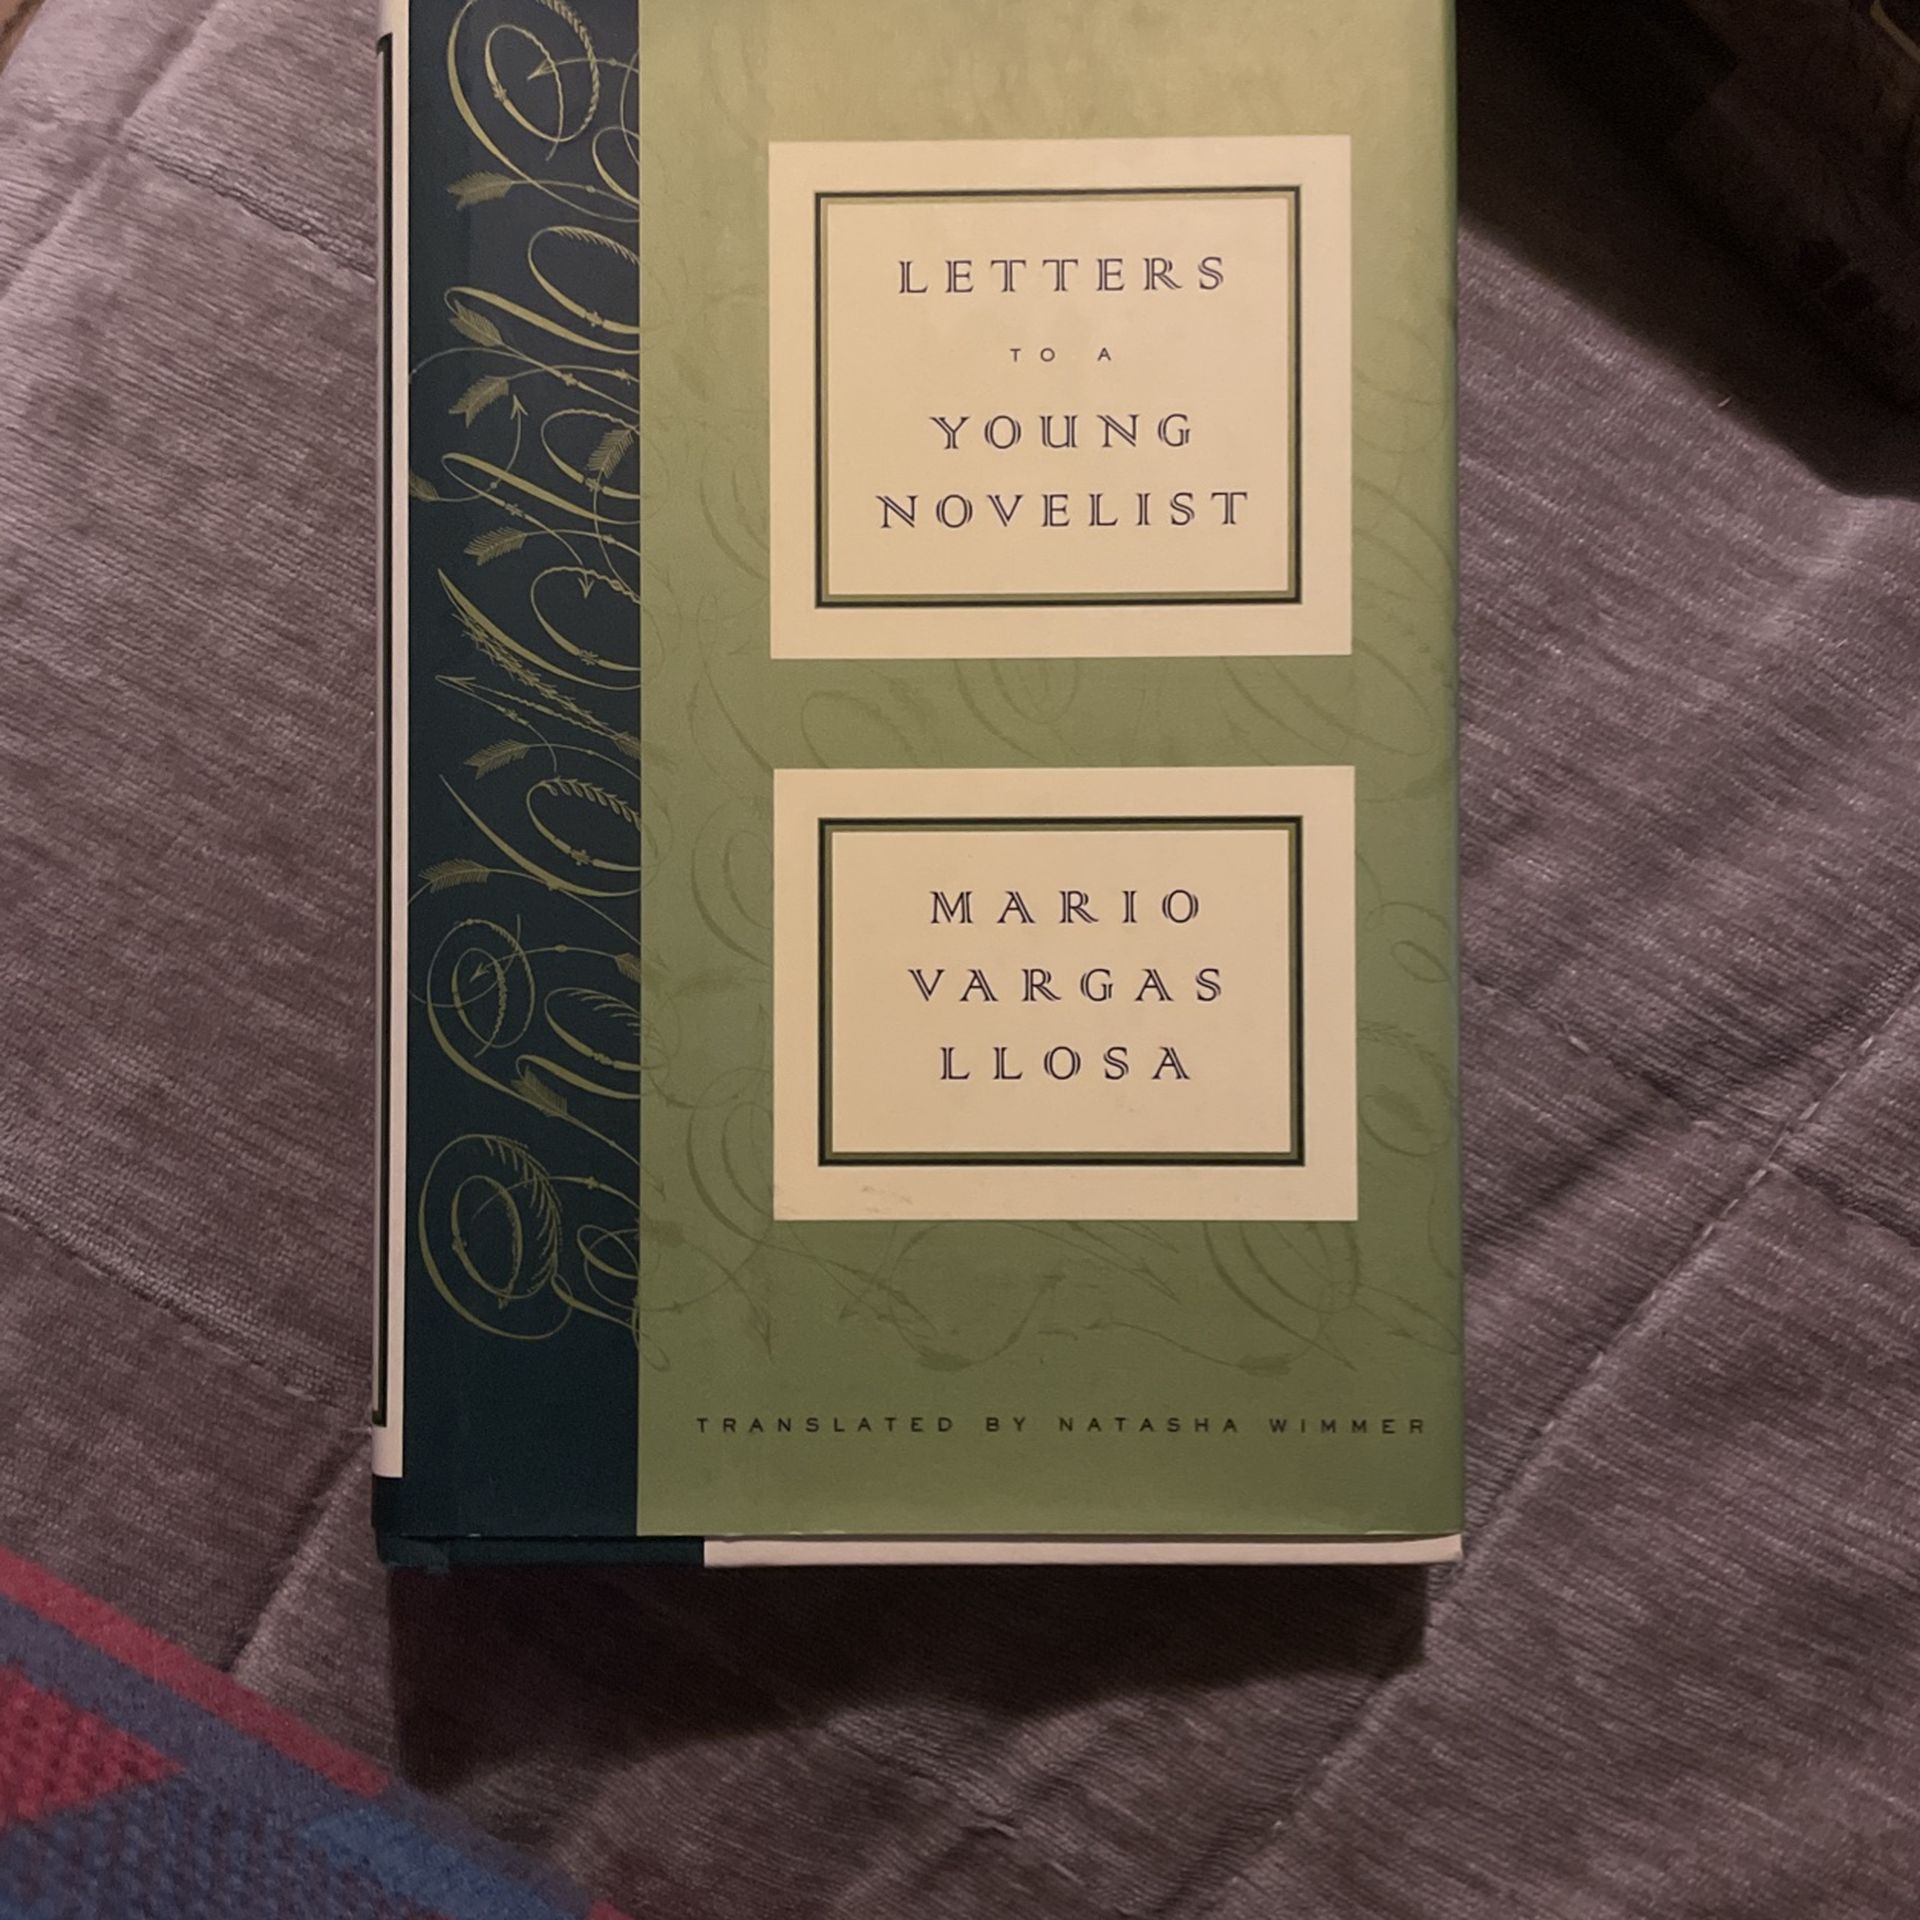 LETTERS
TO A
YOUNG
NOVELIST
MARIO
VARGAS
LLOSA
TRANSLATED BY NATASHA WIMMER